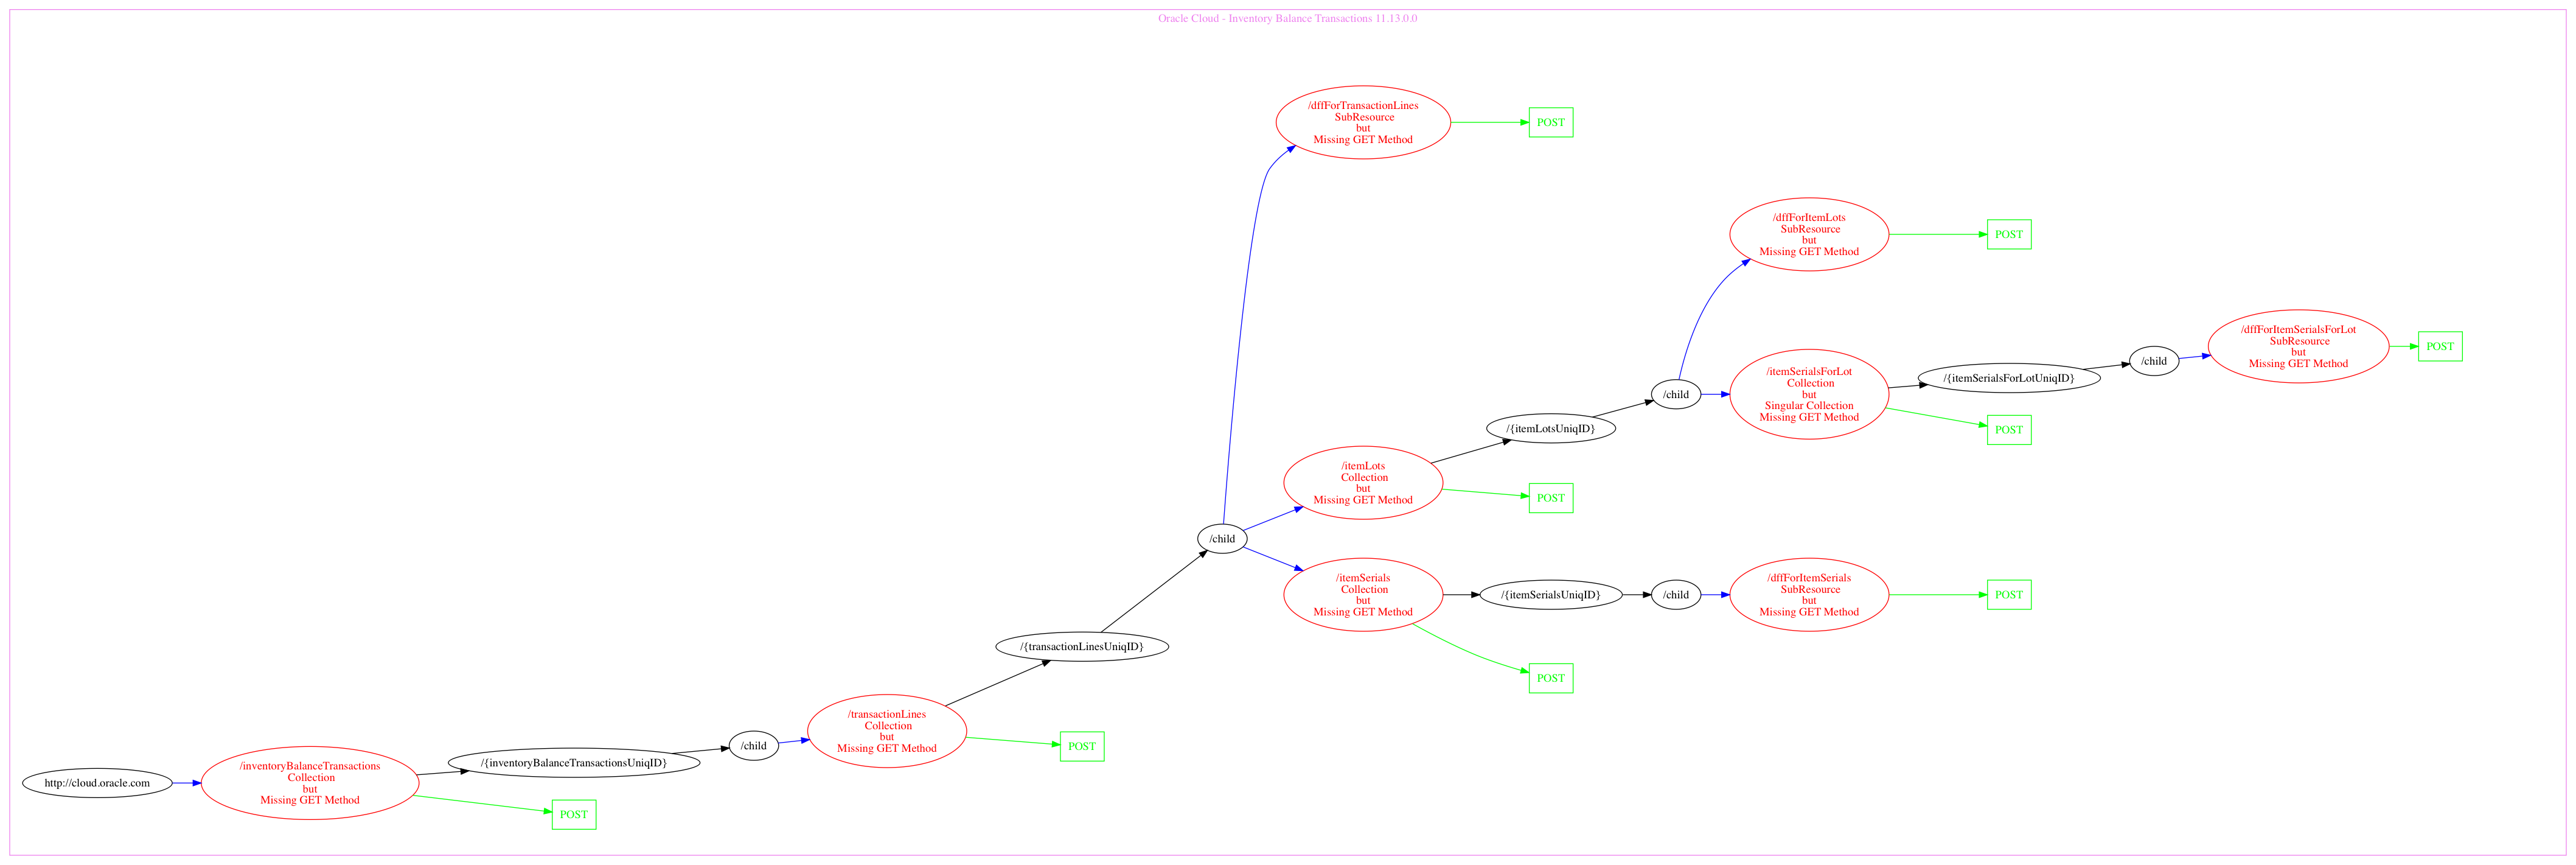 Oracle Cloud - Inventory Balance Transactions 11.13.0.0
/dffForTransactionLines
SubResource
but
Missing GET Method
POST
/dffForItemLots
SubResource
but
Missing GET Method
POST
/dffForItemSerialsForLot
SubResource
but
Missing GET Method
POST
/child
/{itemSerialsForLotUniqID}
/itemSerialsForLot
Collection
but
Singular Collection
Missing GET Method
POST
/child
/{itemLotsUniqID}
/itemLots
Collection
but
Missing GET Method
POST
/child
/itemSerials
Collection
but
Missing GET Method
/{itemSerialsUniqID}
/child
/dffForItemSerials
SubResource
but
Missing GET Method
POST
POST
/{transactionLinesUniqID}
/transactionLines
Collection
but
Missing GET Method
POST
/child
/{inventoryBalanceTransactionsUniqID}
http://cloud.oracle.com
/inventoryBalanceTransactions
Collection
but
Missing GET Method
POST